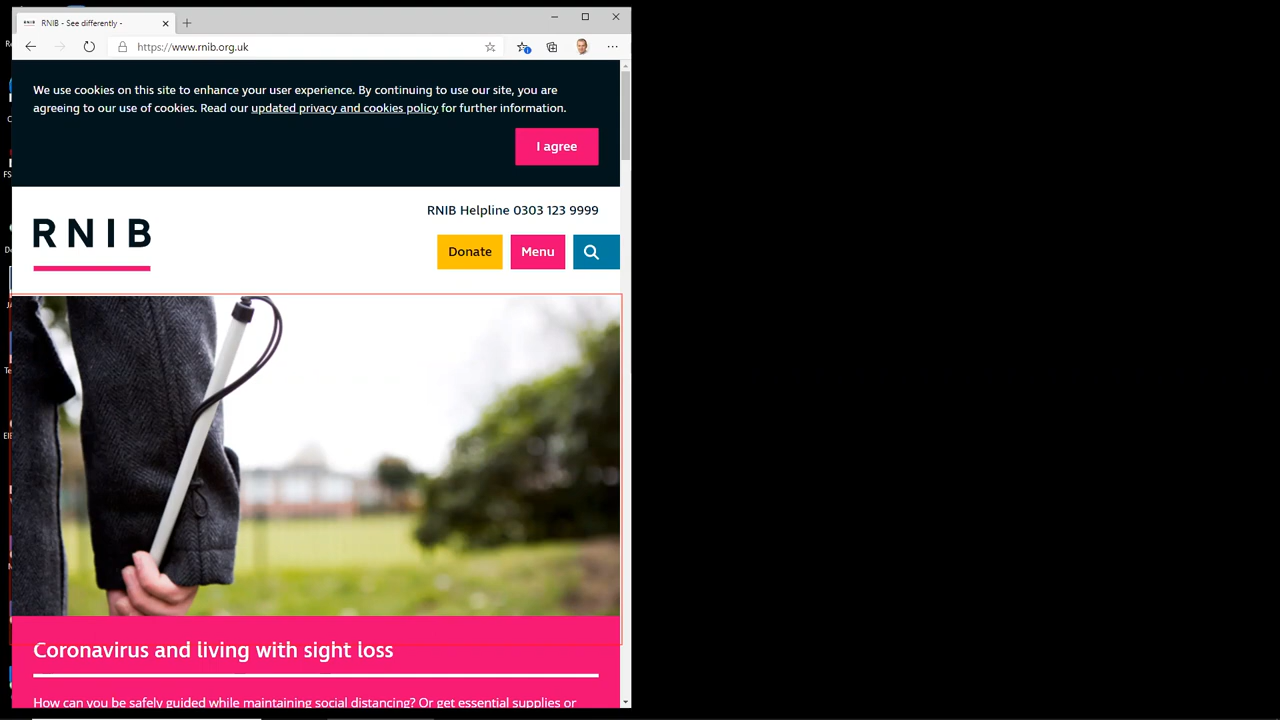 RNIB - See differently -
https://www.rnib.org.uk
We use cookies on this site to enhance your user experience. By continuing to use our site, you are
agreeing to our use of cookies. Read our updated privacy and cookies policy for further information.
I agree
RNIB Helpline 0303 123 9999
RNIB
Donate
Menu
Coronavirus and living with sight loss
How can you be safely guided while maintaining social distancing? Or get essential supplies or